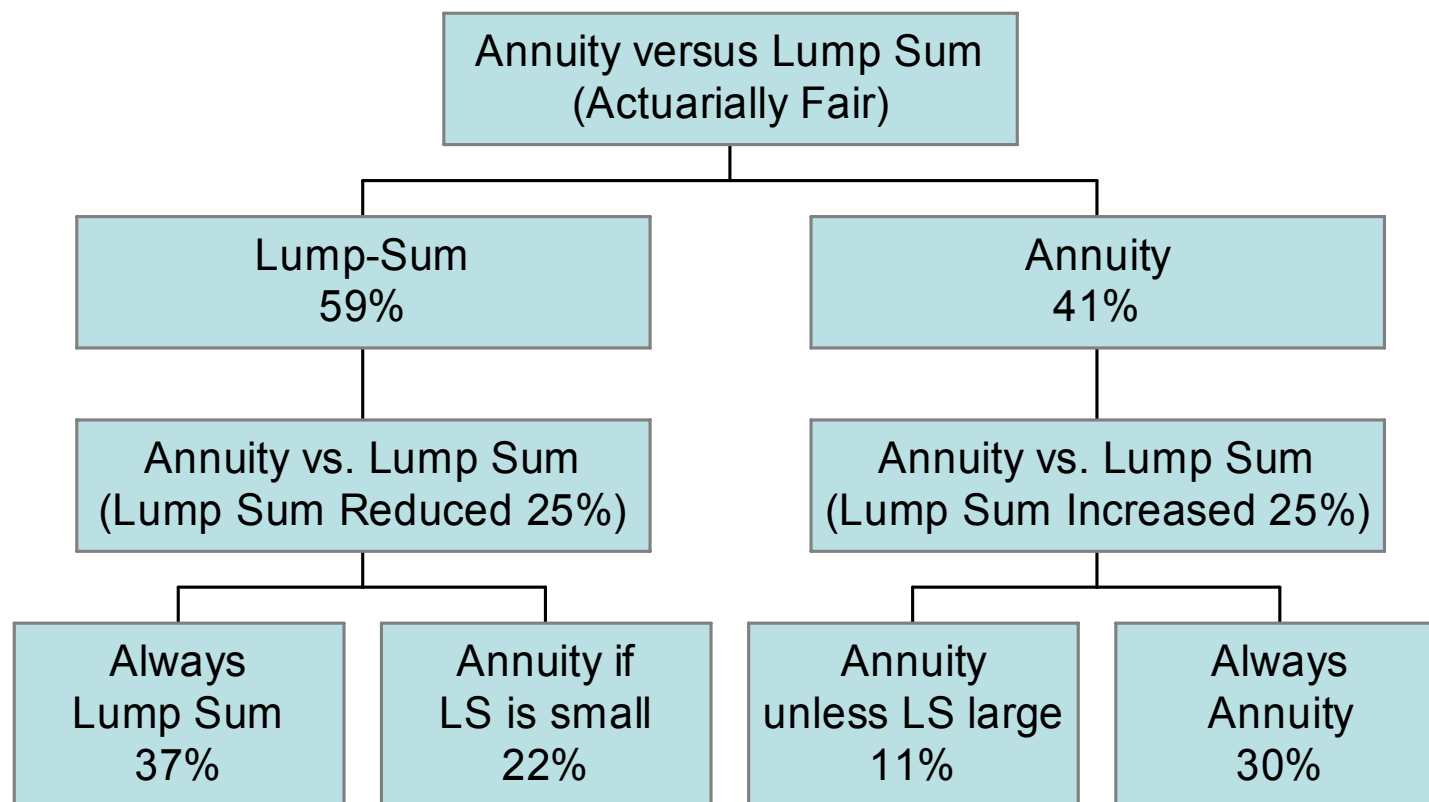 Annuity versus Lump Sum
(Actuarially Fair)
Lump-Sum
59%
Annuity
41%
Annuity vs. Lump Sum
(Lump Sum Reduced 25%)
Annuity vs. Lump Sum
(Lump Sum Increased 25%)
Always
Lump Sum
37%
Annuity if
LS is small
22%
Annuity
unless LS large
11%
Always
Annuity
30%